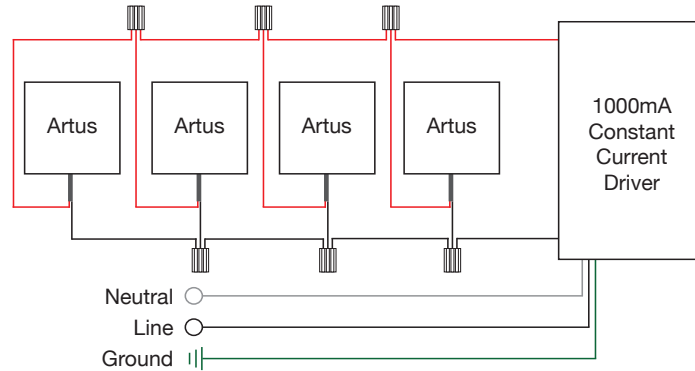 Artus
Artus
Artus
Artus
1000mA
Constant
Current
Driver
Neutral
Line
Ground